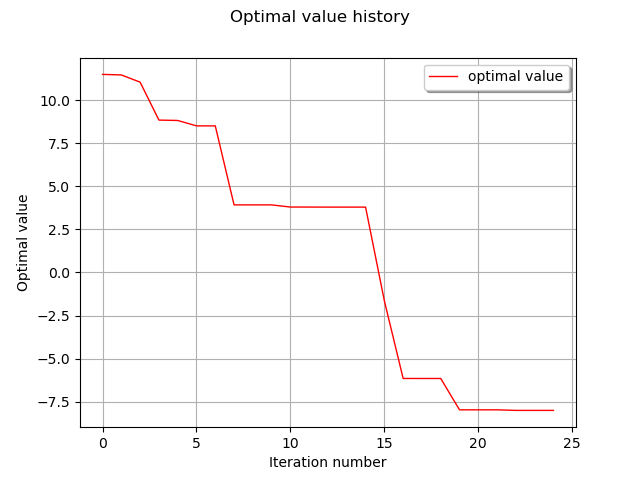 Optimal value history
optimal value
Optimal value
10.0
7.5
5.0
2.5
0.0
−2.5
−5.0
−7.5
0 5 10 15 20 25
Iteration number